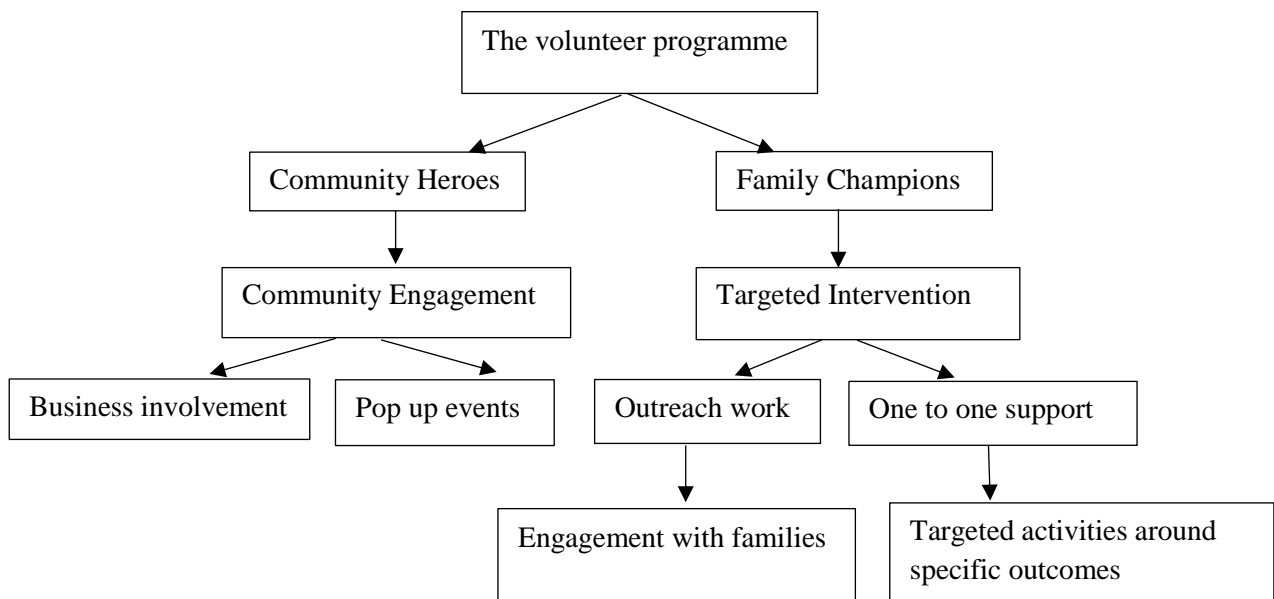 The volunteer programme
Community Heroes
Family Champions
Community Engagement
Targeted Intervention
Business involvement
Pop up events
Outreach work
One to one support
Engagement with families
Targeted activities around
specific outcomes